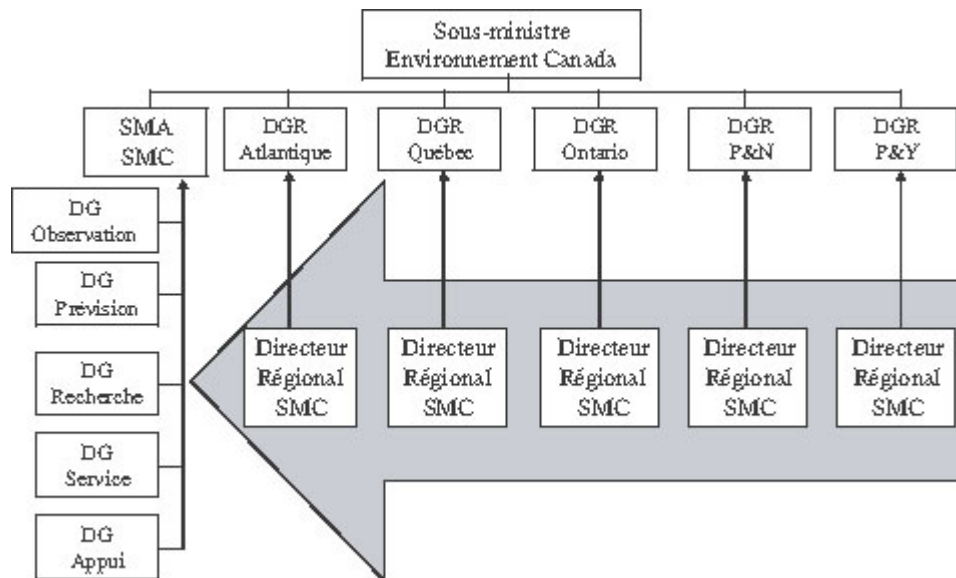 Sous-ministre
Environnement Canada
SMA
SMC
DGR
Atlantique
DGR
Québec
DGR
Ontario
DGR
P&N
DGR
P&Y
DG
Observation
DG
Prévision
DG
Recherche
DG
Service
DG
Appui
Directeur
Régional
SMC
Directeur
Régional
SMC
Directeur
Régional
SMC
Directeur
Régional
SMC
Directeur
Régional
SMC